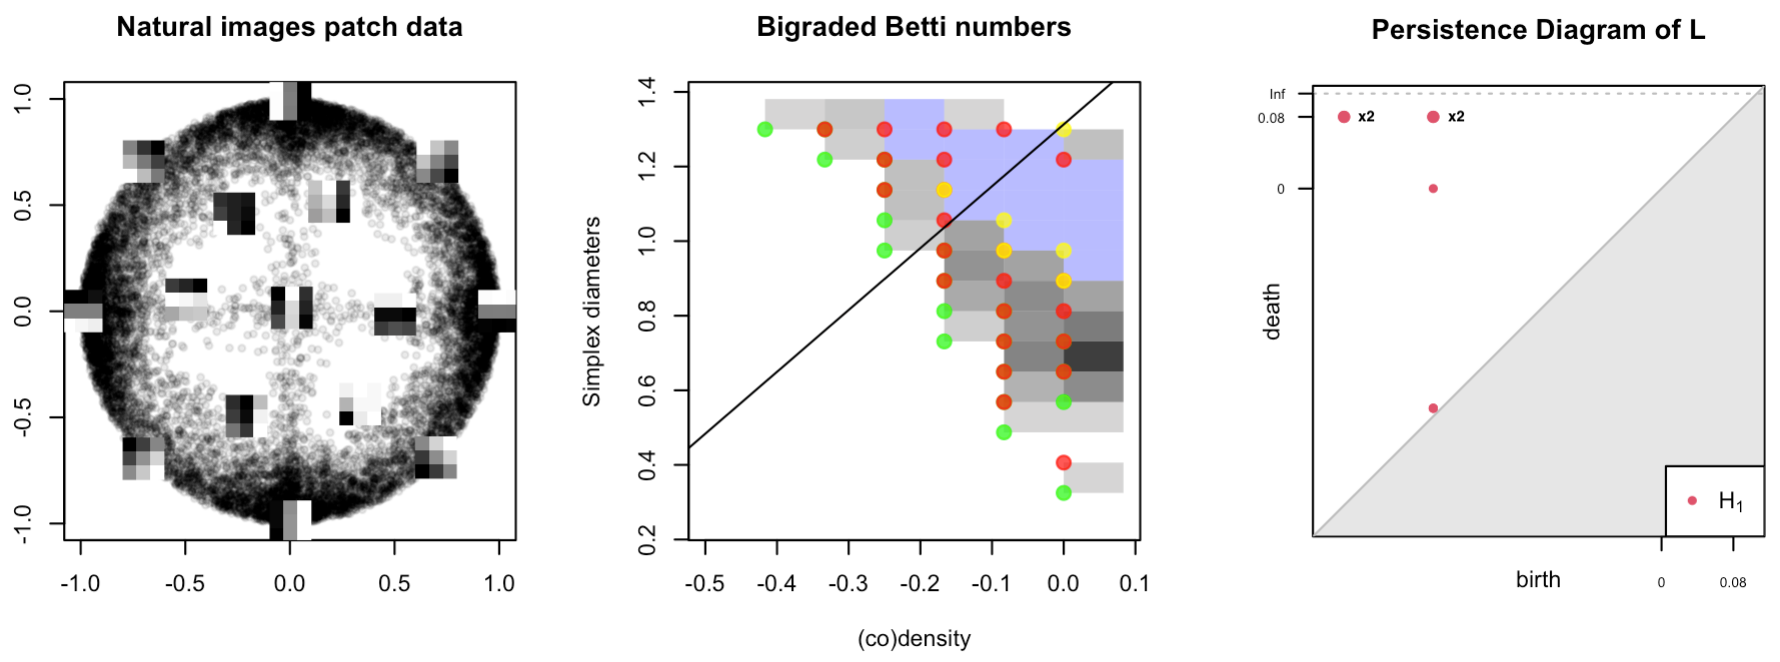 Natural images patch data
Bigraded Betti numbers
Persistence Diagram of L
1.0
0.5
0.0
-0.5
-1.0
-1.0
-0.5
0.0
0.5
1.0
Simplex diameters
1.4
1.2
1.0
0.8
0.6
0.4
0.2
-0.5
-0.4
-0.3
-0.2
-0.1
0.0
0.1
(co)density
death
Inf
0.08
0
x2
x2
H1
0
0.08
birth